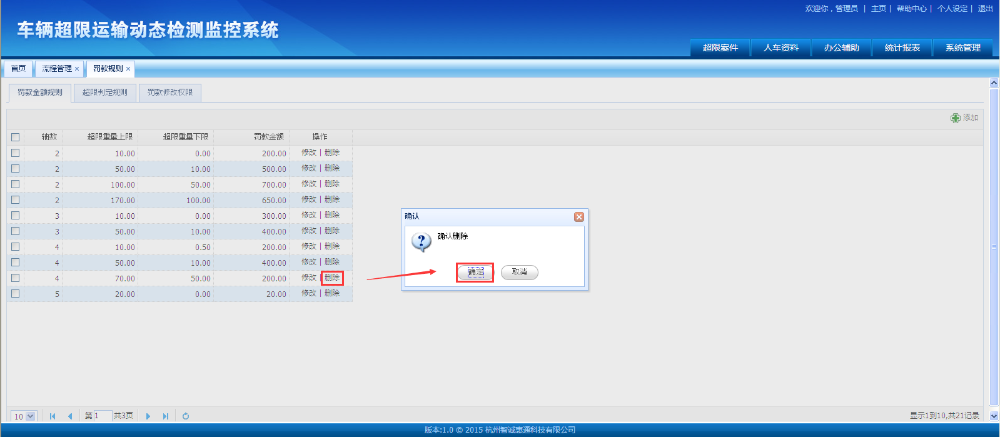 欢迎你，管理员 | 主页 | 帮助中心 | 个人设定 | 退出
车辆超限运输动态检测监控系统
超限案件 人车资料 办公辅助 统计报表 系统管理
首页 流程管理 × 罚款规则 ×
罚款金额规则 超限判定规则 罚款修改权限
添加
轴数 超限重量上限 超限重量下限 罚款金额 操作
2 10.00 0.00 200.00 修改 | 删除
2 50.00 10.00 500.00 修改 | 删除
2 100.00 50.00 700.00 修改 | 删除
2 170.00 100.00 650.00 修改 | 删除
3 10.00 0.00 300.00 修改 | 删除
3 50.00 10.00 400.00 修改 | 删除
4 10.00 0.50 200.00 修改 | 删除
4 50.00 10.00 400.00 修改 | 删除
4 70.00 50.00 200.00 修改 | 删除
5 20.00 0.00 20.00 修改 | 删除
确认
确认删除
确定 取消
10 第 1 共3页 显示1到10,共21记录
版本:1.0 © 2015 杭州智诚惠通科技有限公司